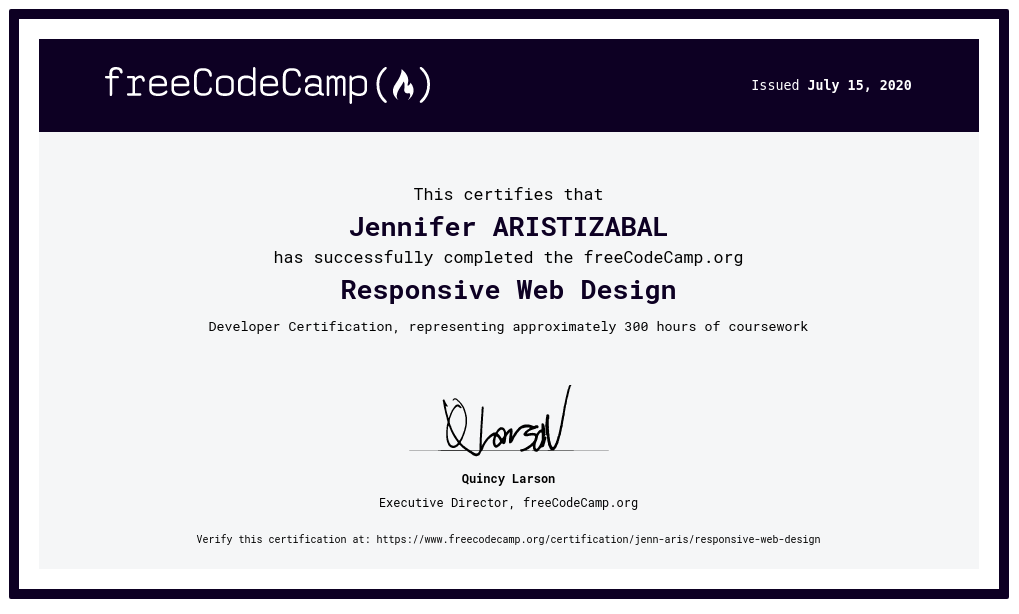 freeCodeCamp
Issued July 15, 2020
This certifies that
Jennifer ARISTIZABAL
has successfully completed the freeCodeCamp.org
Responsive Web Design
Developer Certification, representing approximately 300 hours of coursework
Q Larson
Quincy Larson
Executive Director, freeCodeCamp.org
Verify this certification at: https://www.freecodecamp.org/certification/jenn-aris/responsive-web-design